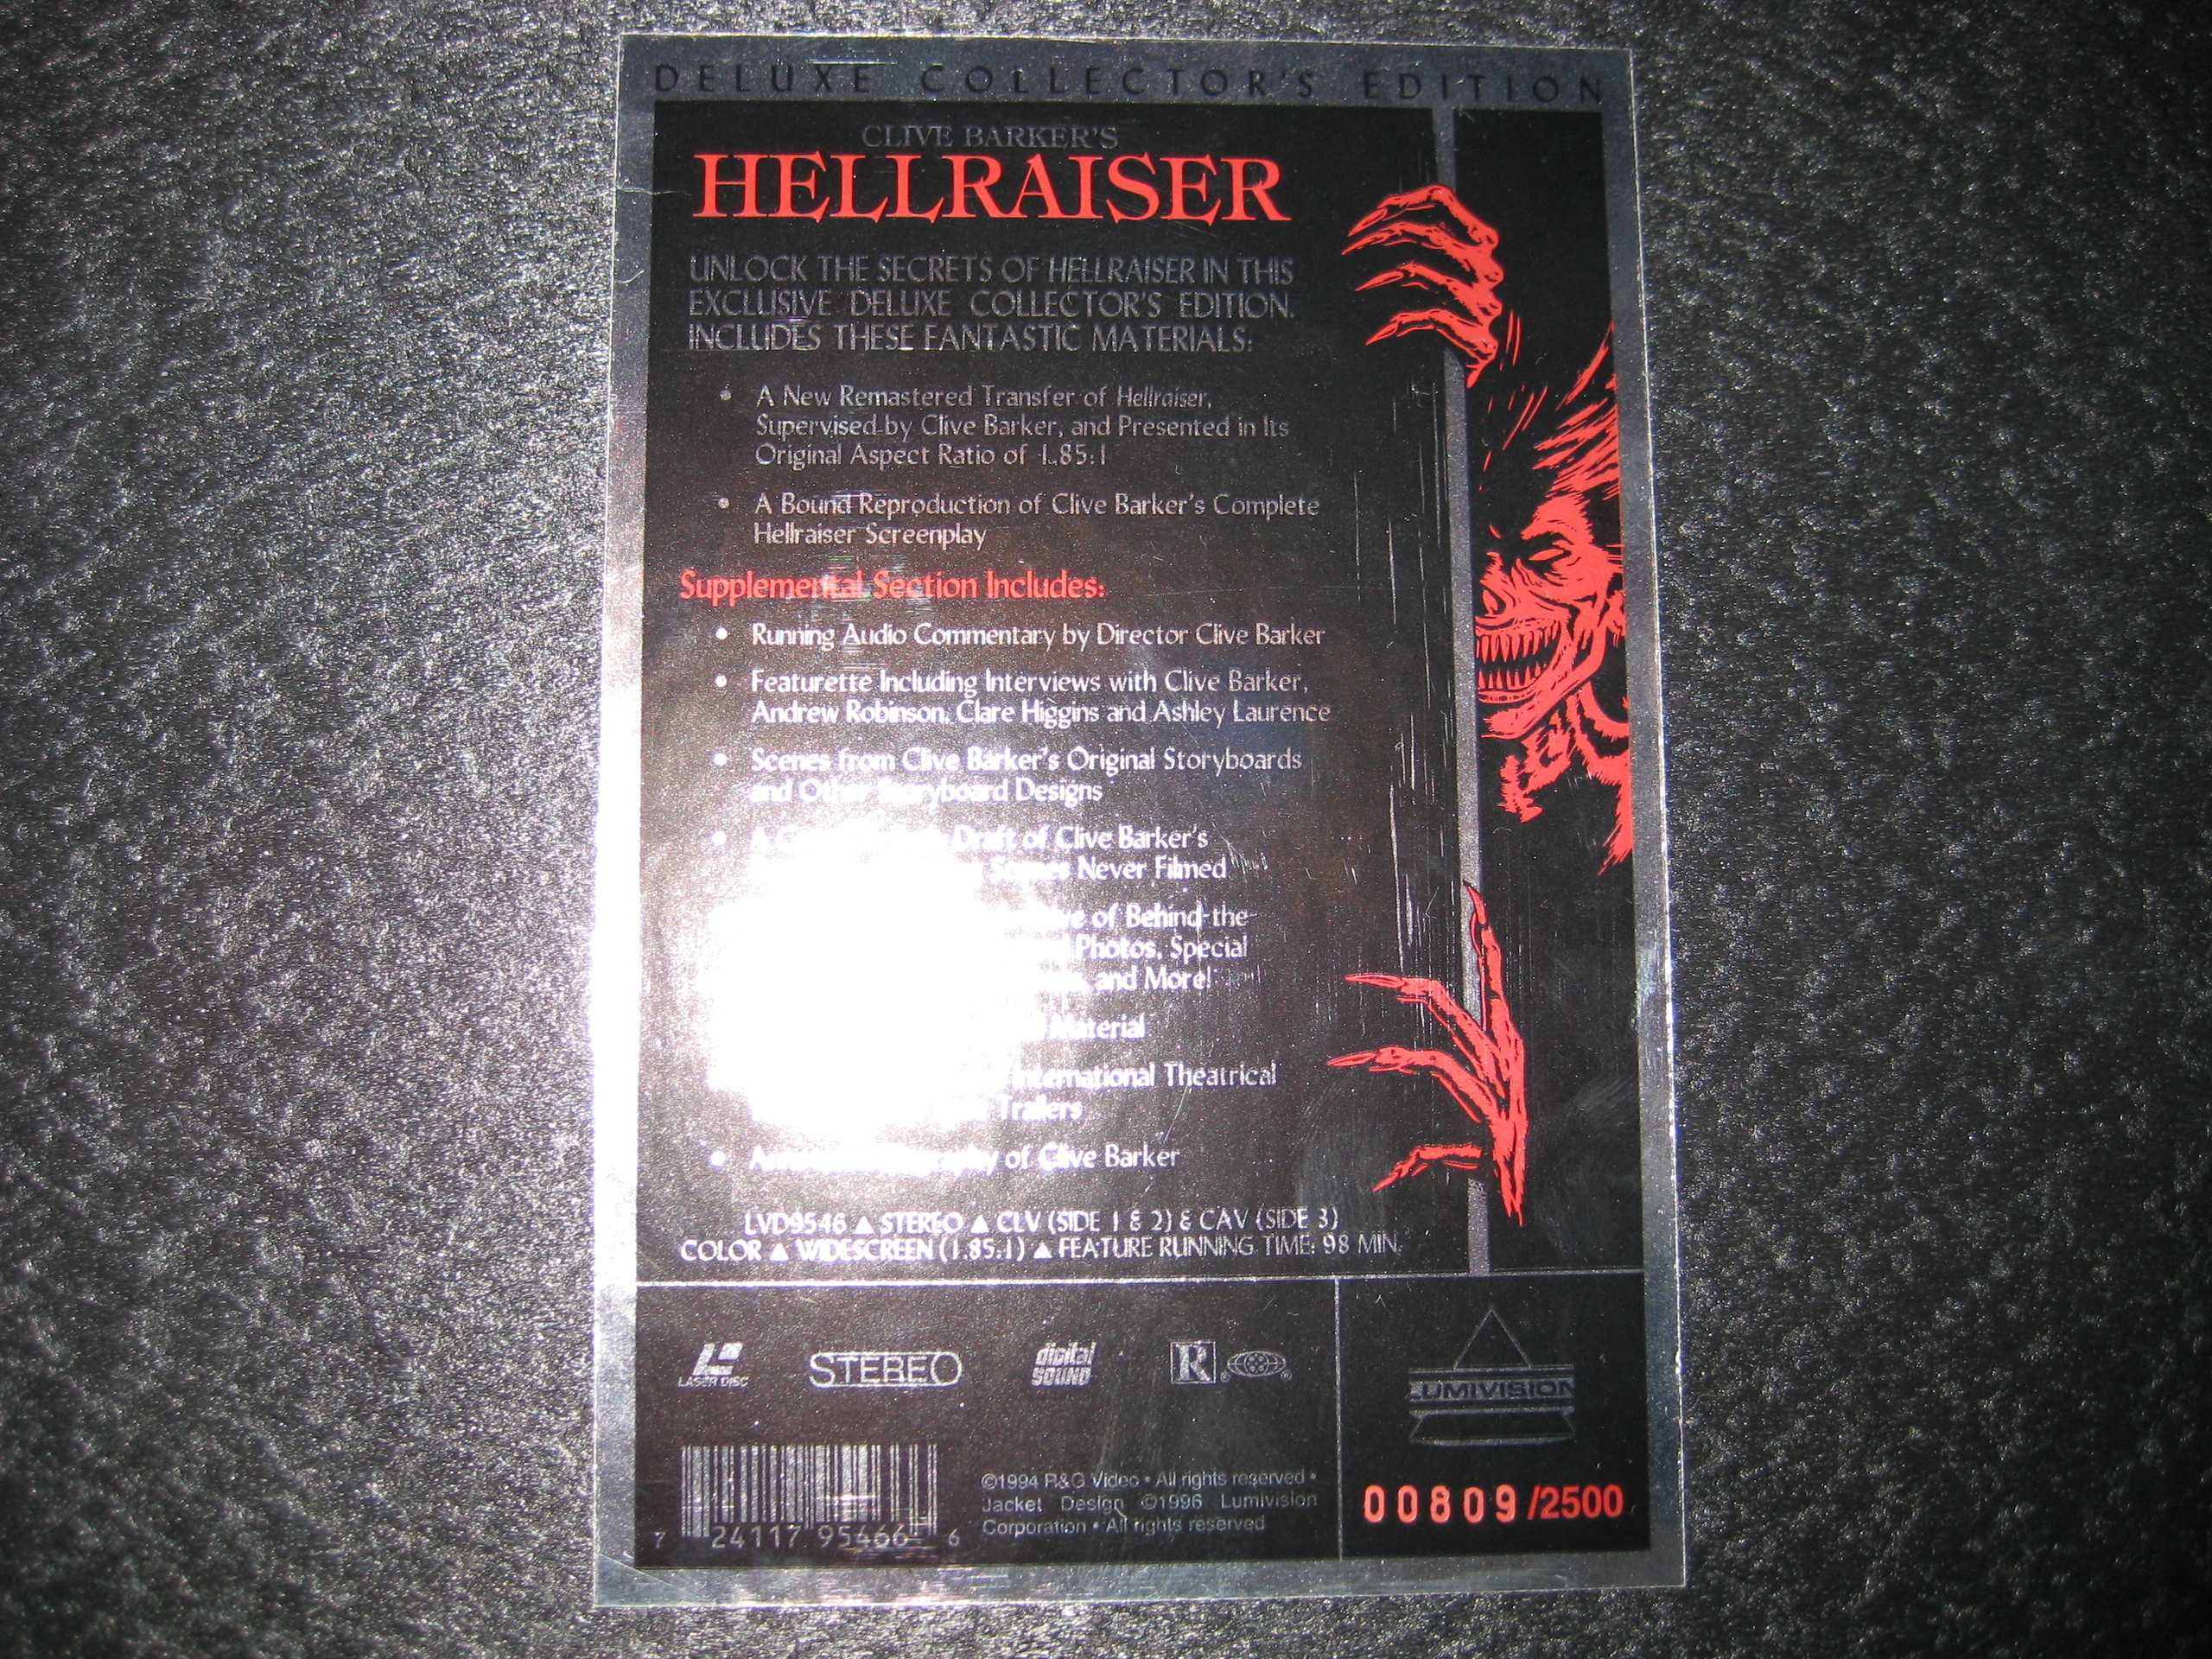 DELUXE COLLECTOR'S EDITION
CLIVE BARKER'S
HELLRAISER
UNLOCK THE SECRETS OF HELLRAISER IN THIS
EXCLUSIVE DELUXE COLLECTOR'S EDITION.
INCLUDES THESE FANTASTIC MATERIALS:
• A New Remastered Transfer of Hellraiser,
Supervised by Clive Barker, and Presented in Its
Original Aspect Ratio of 1.85:1
• A Bound Reproduction of Clive Barker's Complete
Hellraiser Screenplay
Supplemental Section Includes:
• Running Audio Commentary by Director Clive Barker
• Featurette Including Interviews with Clive Barker,
Andrew Robinson, Clare Higgins and Ashley Laurence
• Scenes from Clive Barker's Original Storyboards
and Other Storyboard Designs
• A Draft of Clive Barker's
Scenes Never Filmed
of Behind-the-
Photos, Special
and More!
Material
International Theatrical
Trailers
• of Clive Barker
LVD9546 ▲ STEREO ▲ CLV (SIDE 1 & 2) & CAV (SIDE 3)
COLOR ▲ WIDESCREEN (1.85:1) ▲ FEATURE RUNNING TIME: 98 MIN.
LASER DISC
STEREO
digital
SOUND
R
LUMIVISION
7 24117 95466 6
©1994 R&G Video • All rights reserved •
Jacket Design ©1996 Lumivision
Corporation • All rights reserved
00809/2500